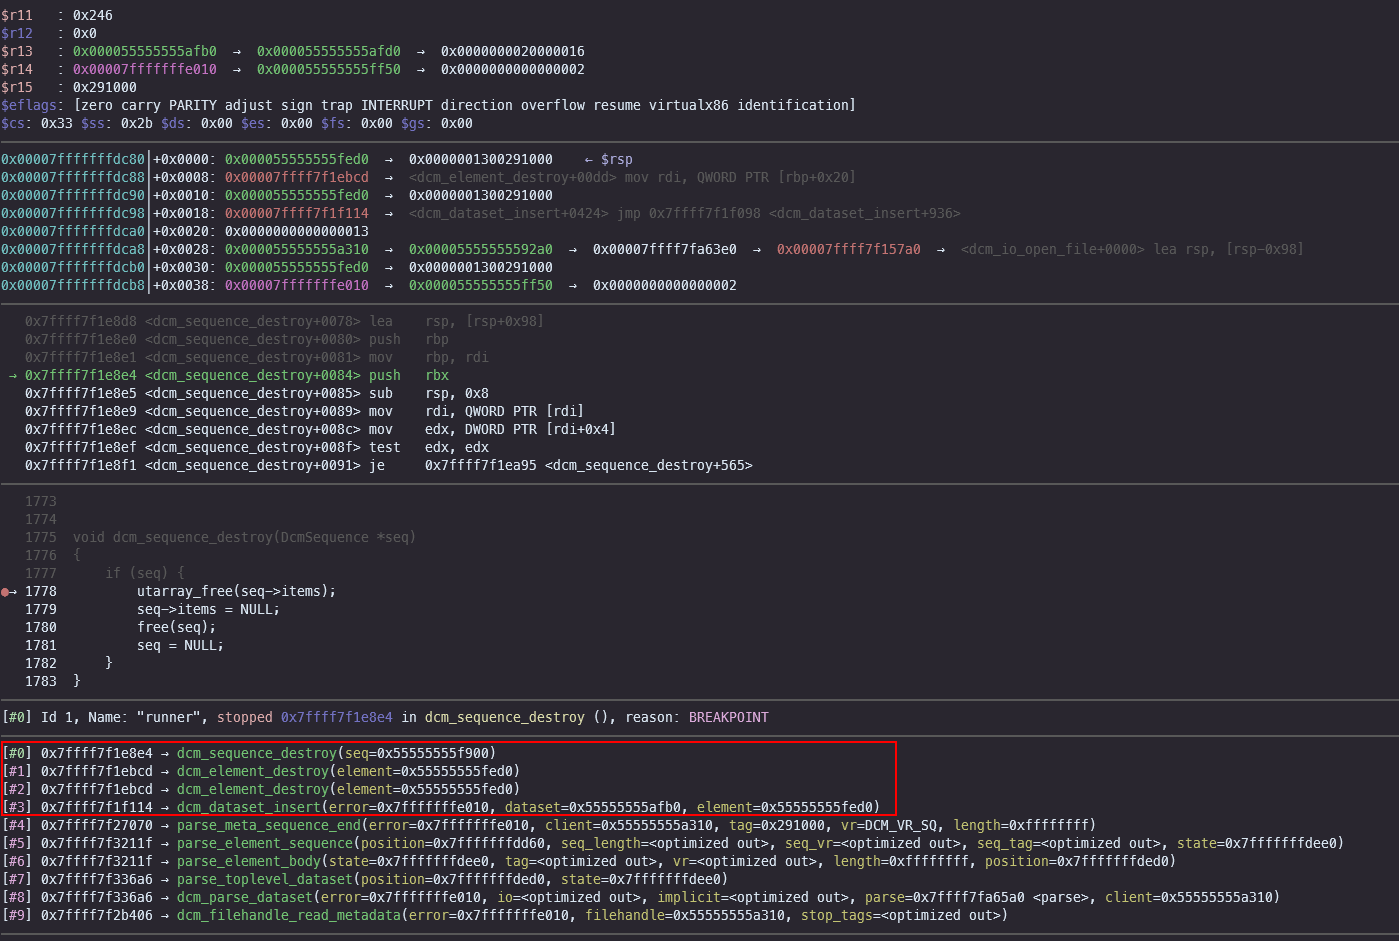 $r11   : 0x246
$r12   : 0x0
$r13   : 0x000055555555afb0  →  0x000055555555afd0  →  0x0000000020000016
$r14   : 0x00007fffffffe010  →  0x000055555555ff50  →  0x0000000000000002
$r15   : 0x291000
$eflags: [zero carry PARITY adjust sign trap INTERRUPT direction overflow resume virtualx86 identification]
$cs: 0x33 $ss: 0x2b $ds: 0x00 $es: 0x00 $fs: 0x00 $gs: 0x00
0x00007fffffffdc80│+0x0000: 0x000055555555fed0  →  0x0000001300291000    ← $rsp
0x00007fffffffdc88│+0x0008: 0x00007ffff7f1ebcd  →  <dcm_element_destroy+00dd> mov rdi, QWORD PTR [rbp+0x20]
0x00007fffffffdc90│+0x0010: 0x000055555555fed0  →  0x0000001300291000
0x00007fffffffdc98│+0x0018: 0x00007ffff7f1f114  →  <dcm_dataset_insert+0424> jmp 0x7ffff7f1f098 <dcm_dataset_insert+936>
0x00007fffffffdca0│+0x0020: 0x0000000000000013
0x00007fffffffdca8│+0x0028: 0x000055555555a310  →  0x00005555555592a0  →  0x00007ffff7fa63e0  →  0x00007ffff7f157a0  →  <dcm_io_open_file+0000> lea rsp, [rsp-0x98]
0x00007fffffffdcb0│+0x0030: 0x000055555555fed0  →  0x0000001300291000
0x00007fffffffdcb8│+0x0038: 0x00007fffffffe010  →  0x000055555555ff50  →  0x0000000000000002
   0x7ffff7f1e8d8 <dcm_sequence_destroy+0078> lea    rsp, [rsp+0x98]
   0x7ffff7f1e8e0 <dcm_sequence_destroy+0080> push   rbp
   0x7ffff7f1e8e1 <dcm_sequence_destroy+0081> mov    rbp, rdi
 → 0x7ffff7f1e8e4 <dcm_sequence_destroy+0084> push   rbx
   0x7ffff7f1e8e5 <dcm_sequence_destroy+0085> sub    rsp, 0x8
   0x7ffff7f1e8e9 <dcm_sequence_destroy+0089> mov    rdi, QWORD PTR [rdi]
   0x7ffff7f1e8ec <dcm_sequence_destroy+008c> mov    edx, DWORD PTR [rdi+0x4]
   0x7ffff7f1e8ef <dcm_sequence_destroy+008f> test   edx, edx
   0x7ffff7f1e8f1 <dcm_sequence_destroy+0091> je     0x7ffff7f1ea95 <dcm_sequence_destroy+565>
   1773
   1774
   1775  void dcm_sequence_destroy(DcmSequence *seq)
   1776  {
   1777      if (seq) {
●→ 1778          utarray_free(seq->items);
   1779          seq->items = NULL;
   1780          free(seq);
   1781          seq = NULL;
   1782      }
   1783  }
[#0] Id 1, Name: "runner", stopped 0x7ffff7f1e8e4 in dcm_sequence_destroy (), reason: BREAKPOINT
[#0] 0x7ffff7f1e8e4 → dcm_sequence_destroy(seq=0x55555555f900)
[#1] 0x7ffff7f1ebcd → dcm_element_destroy(element=0x55555555fed0)
[#2] 0x7ffff7f1ebcd → dcm_element_destroy(element=0x55555555fed0)
[#3] 0x7ffff7f1f114 → dcm_dataset_insert(error=0x7fffffffe010, dataset=0x55555555afb0, element=0x55555555fed0)
[#4] 0x7ffff7f27070 → parse_meta_sequence_end(error=0x7fffffffe010, client=0x55555555a310, tag=0x291000, vr=DCM_VR_SQ, length=0xffffffff)
[#5] 0x7ffff7f3211f → parse_element_sequence(position=0x7fffffffdd60, seq_length=<optimized out>, seq_vr=<optimized out>, seq_tag=<optimized out>, state=0x7fffffffdee0)
[#6] 0x7ffff7f3211f → parse_element_body(state=0x7fffffffdee0, tag=<optimized out>, vr=<optimized out>, length=0xffffffff, position=0x7fffffffded0)
[#7] 0x7ffff7f336a6 → parse_toplevel_dataset(position=0x7fffffffded0, state=0x7fffffffdee0)
[#8] 0x7ffff7f336a6 → dcm_parse_dataset(error=0x7fffffffe010, io=<optimized out>, implicit=<optimized out>, parse=0x7ffff7fa65a0 <parse>, client=0x55555555a310)
[#9] 0x7ffff7f2b406 → dcm_filehandle_read_metadata(error=0x7fffffffe010, filehandle=0x55555555a310, stop_tags=<optimized out>)